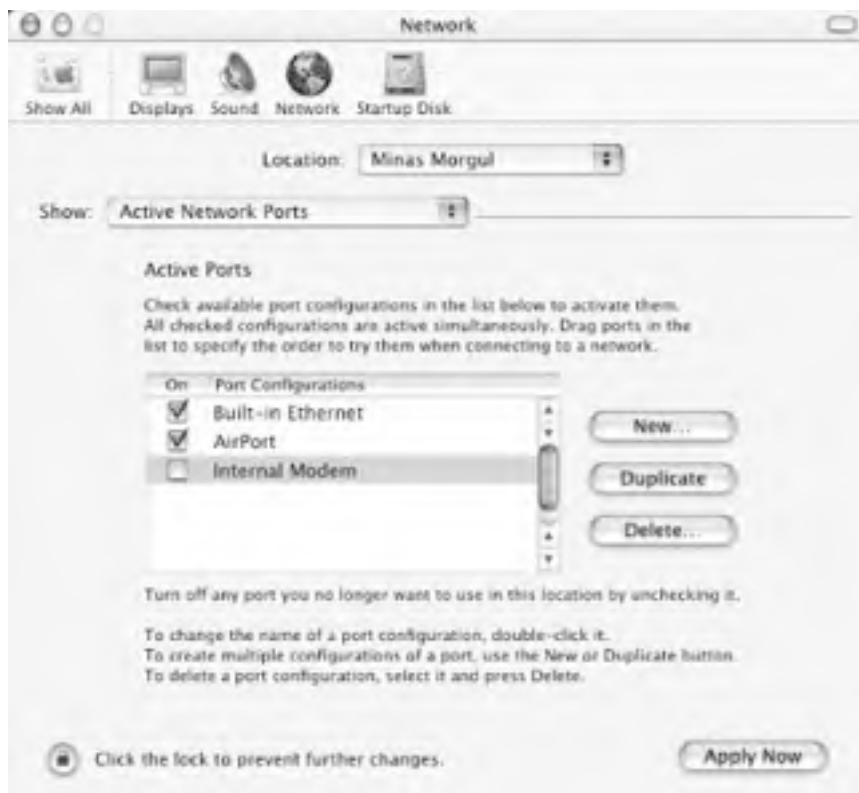 Network
Show All Displays Sound Network Startup Disk
Location: Minas Morgul
Show: Active Network Ports
Active Ports
Check available port configurations in the list below to activate them.
All checked configurations are active simultaneously. Drag ports in the
list to specify the order to try them when connecting to a network.
On Port Configurations
Built-in Ethernet
AirPort
Internal Modem
New...
Duplicate
Delete...
Turn off any port you no longer want to use in this location by unchecking it.
To change the name of a port configuration, double-click it.
To create multiple configurations of a port, use the New or Duplicate button.
To delete a port configuration, select it and press Delete.
Click the lock to prevent further changes.
Apply Now